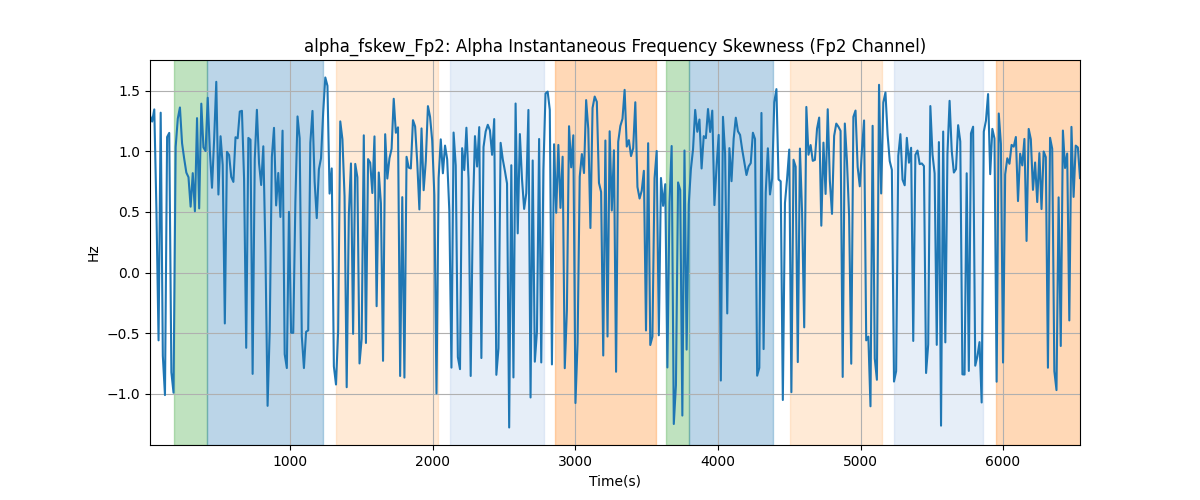 alpha_fskew_Fp2: Alpha Instantaneous Frequency Skewness (Fp2 Channel)
1.5
1.0
0.5
0.0
−0.5
−1.0
Hz
1000 2000 3000 4000 5000 6000
Time(s)